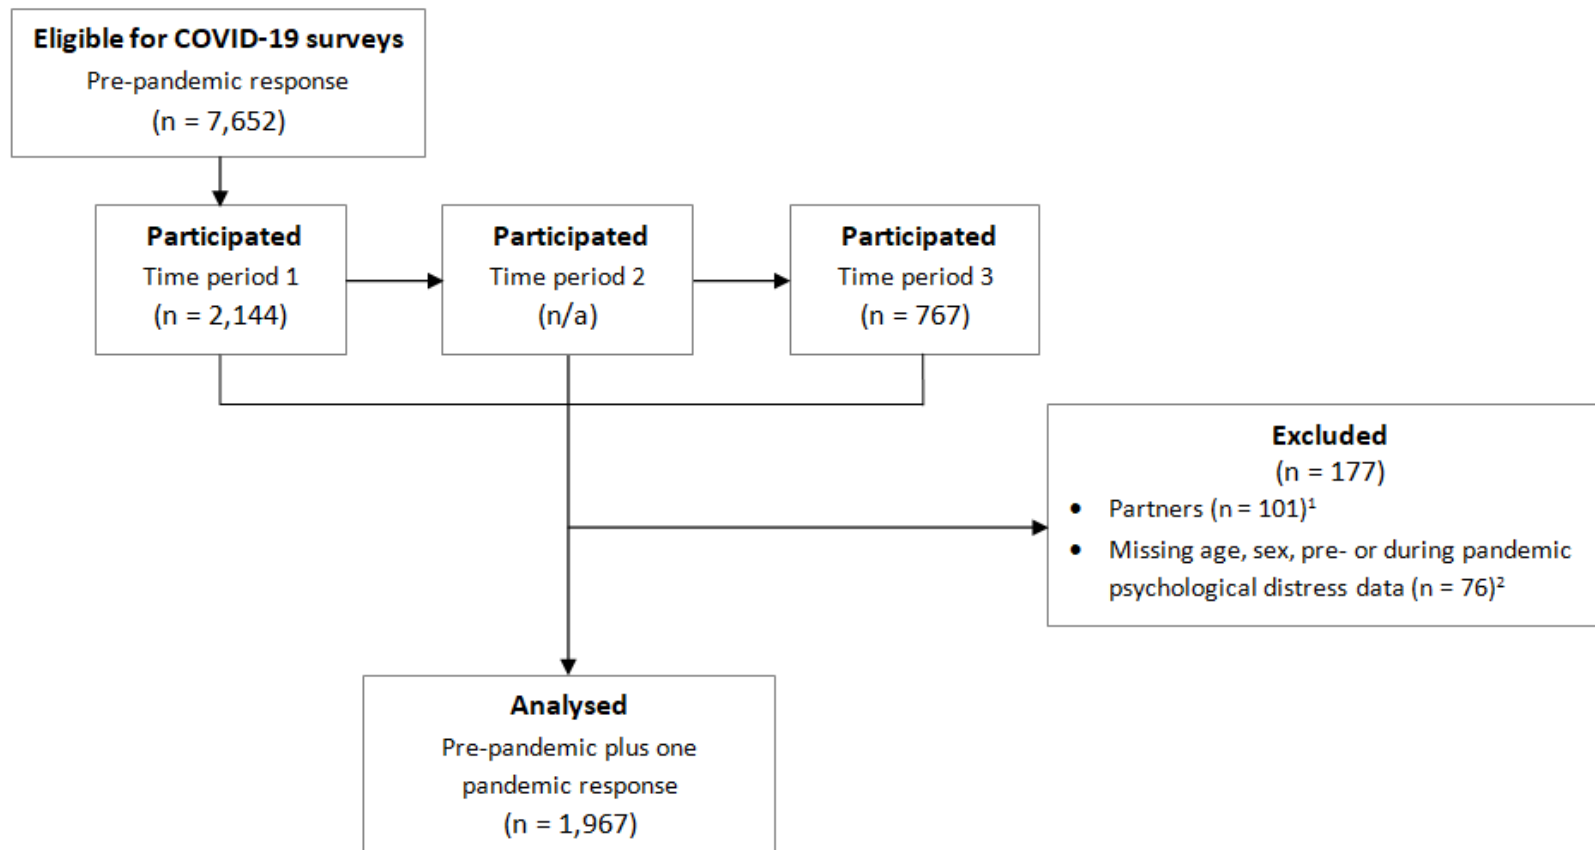 Eligible for COVID-19 surveys
Pre-pandemic response
(n = 7,652)
Participated
Time period 1
(n = 2,144)
Participated
Time period 2
(n/a)
Participated
Time period 3
(n = 767)
Excluded
(n = 177)
• Partners (n = 101)¹
• Missing age, sex, pre- or during pandemic
psychological distress data (n = 76)²
Analysed
Pre-pandemic plus one
pandemic response
(n = 1,967)